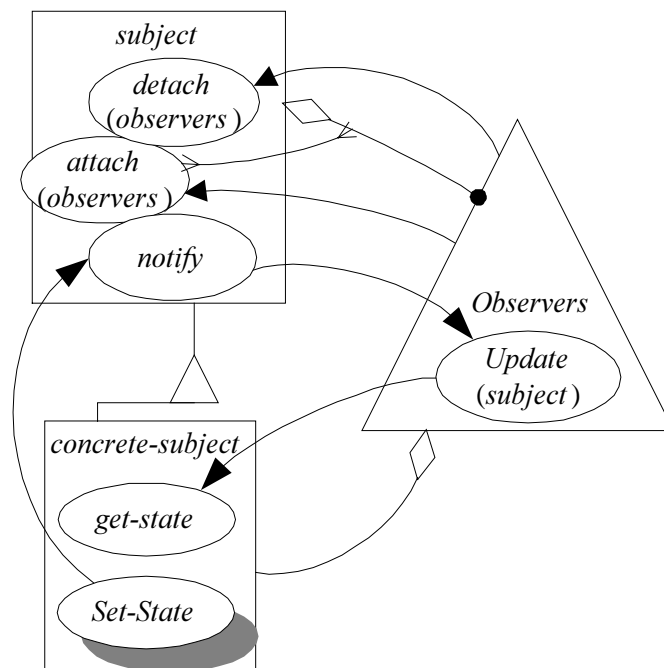 subject
detach
(observers)
attach
(observers)
notify
Observers
Update
(subject)
concrete-subject
get-state
Set-State